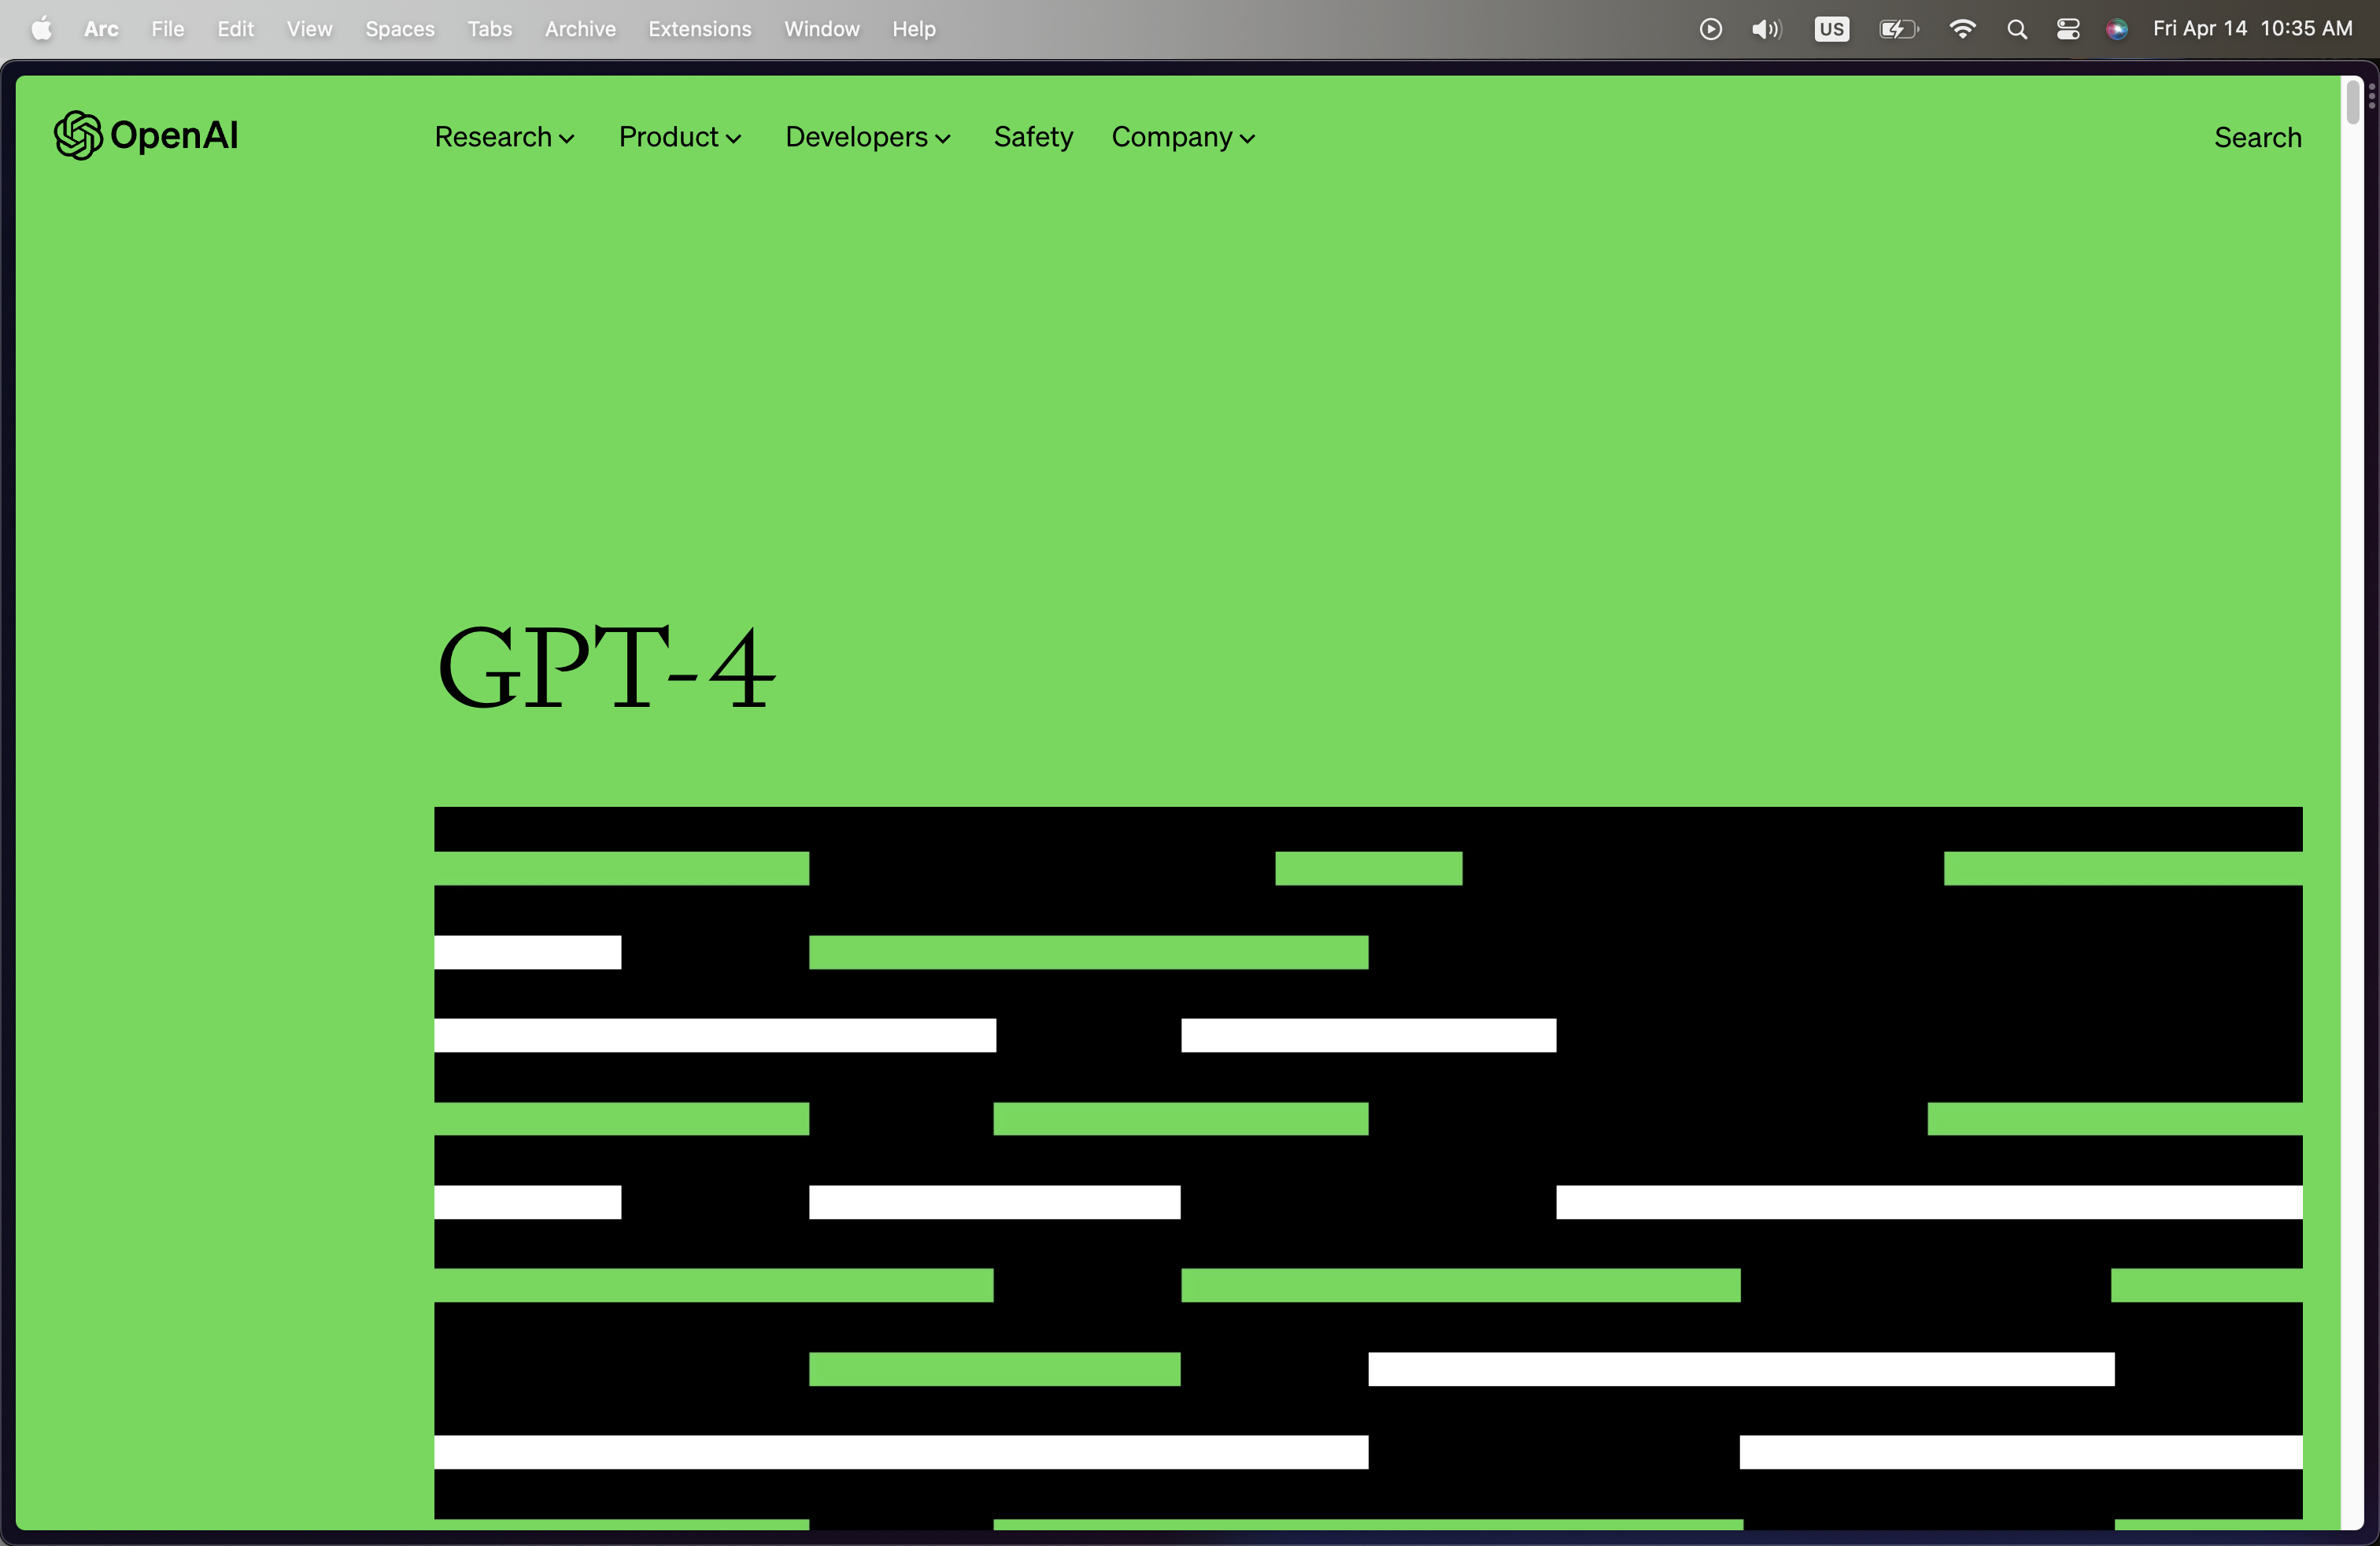 Arc File Edit View Spaces Tabs Archive Extensions Window Help US Fri Apr 14 10:35 AM
OpenAI Research Product Developers Safety Company Search
GPT-4